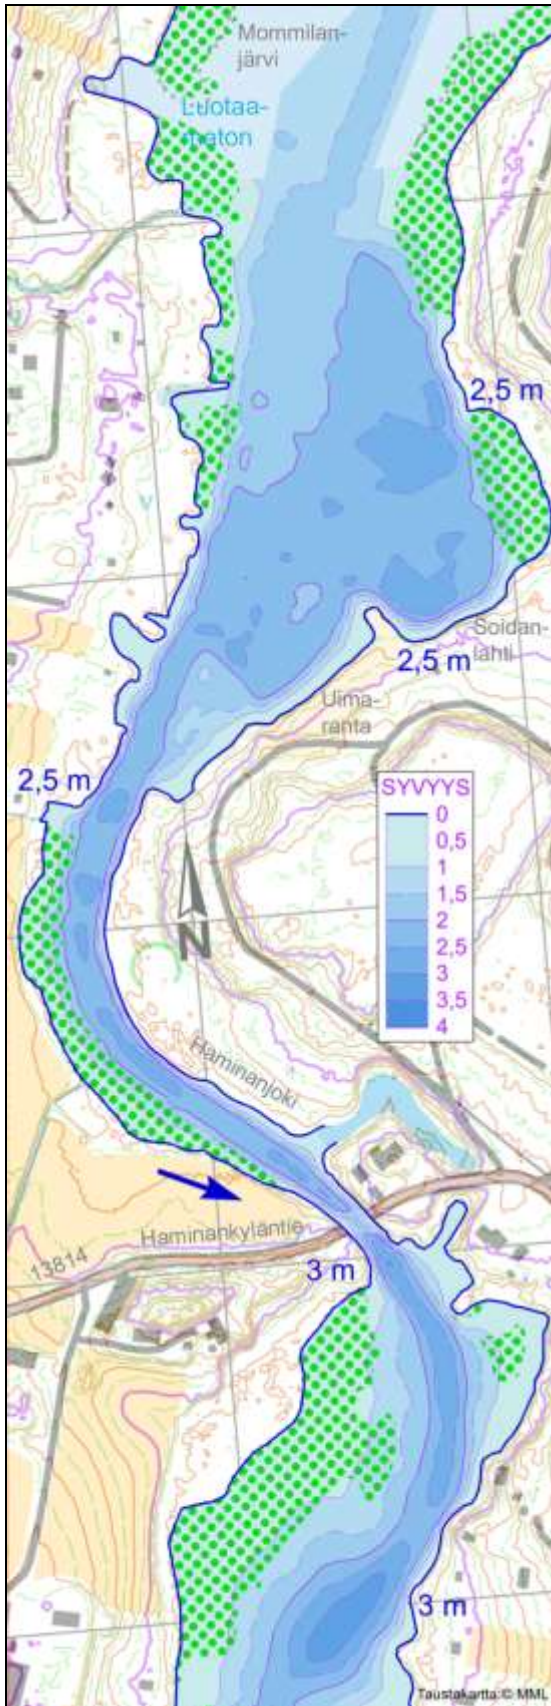 Mommilan-
järvi
Luotaa-
maton
2,5 m
Soidan-
lahti
2,5 m
Uima-
ranta
2,5 m
SYVYYS
0
0,5
1
1,5
2
2,5
3
3,5
4
N
Haminanjoki
Haminankyläntie
13814
3 m
3 m
Taustakartta:© MML